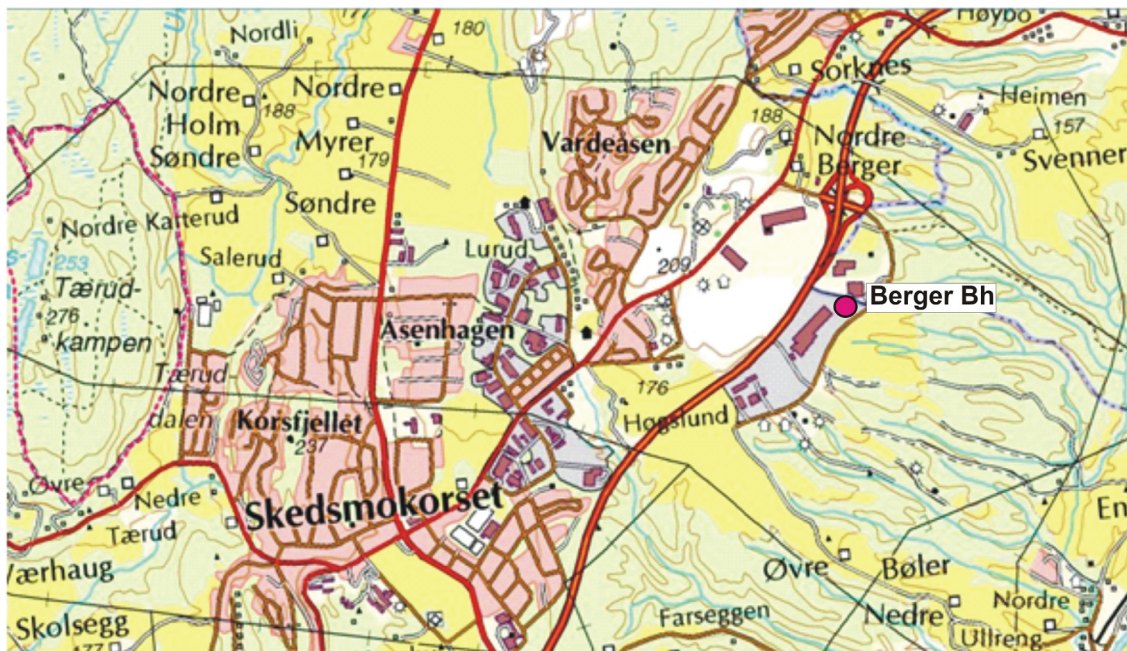 Nordli
180
Høybo
Sorknes
Nordre
Holm
Søndre
188
Nordre
Myrer
179
Søndre
Vardeåsen
188
Nordre
Berger
Heimen
157
Svenner
Nordre Katterud
Salerud
Lurud
253
Tærud-
276
kampen
209
Berger Bh
Åsenhagen
Tærud-
dalen
Korsfjellet
237
176
Høgslund
Øvre
Nedre
Tærud
Skedsmokorset
Værhaug
Skolsegg
177
Øvre
Bøler
Nedre
Farseggen
En
Nordre
Ullreng